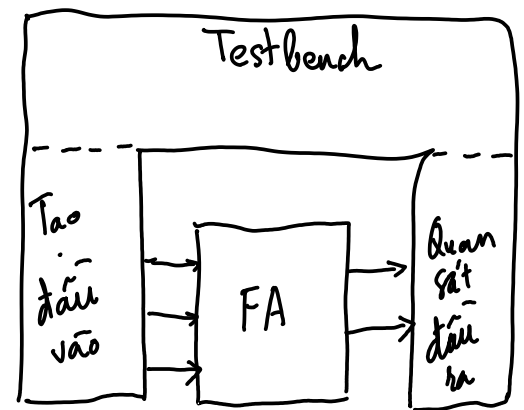 Testbench
Tạo
đầu
vào
FA
Quan
sát
đầu
ra